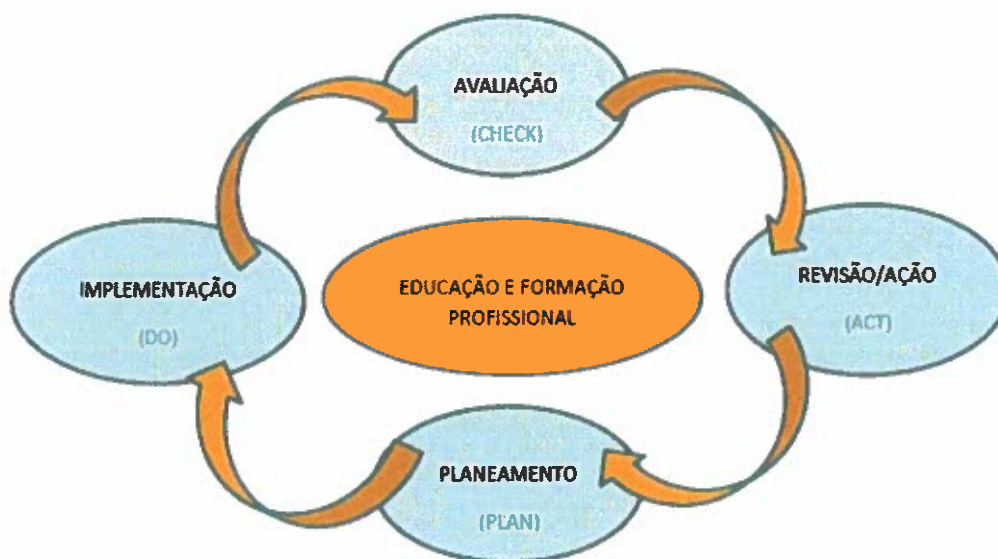 AVALIAÇÃO
(CHECK)
IMPLEMENTAÇÃO
(DO)
EDUCAÇÃO E FORMAÇÃO
PROFISSIONAL
REVISÃO/AÇÃO
(ACT)
PLANEAMENTO
(PLAN)